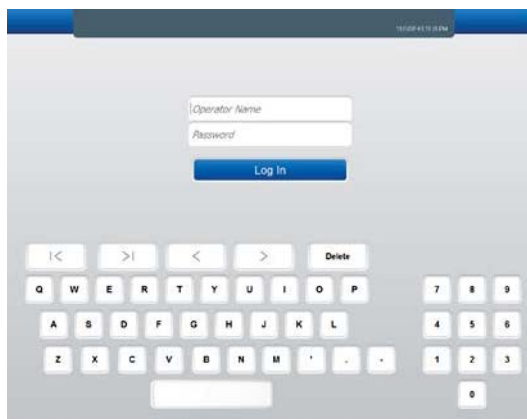 Operator Name
Password
Log In
|< >| < > Delete
Q W E R T Y U I O P 7 8 9
A S D F G H J K L 4 5 6
Z X C V B N M ' . - 1 2 3
0